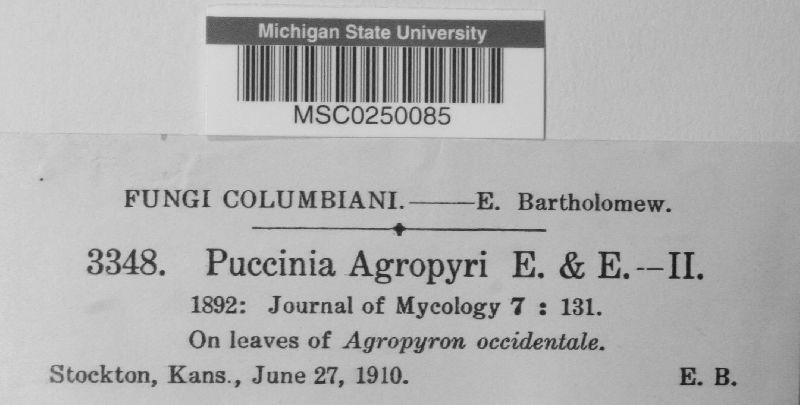 Michigan State University
MSC0250085
FUNGI COLUMBIANI.——E. Bartholomew.
3348. Puccinia Agropyri E. & E.--II.
1892: Journal of Mycology 7 : 131.
On leaves of Agropyron occidentale.
Stockton, Kans., June 27, 1910. E. B.